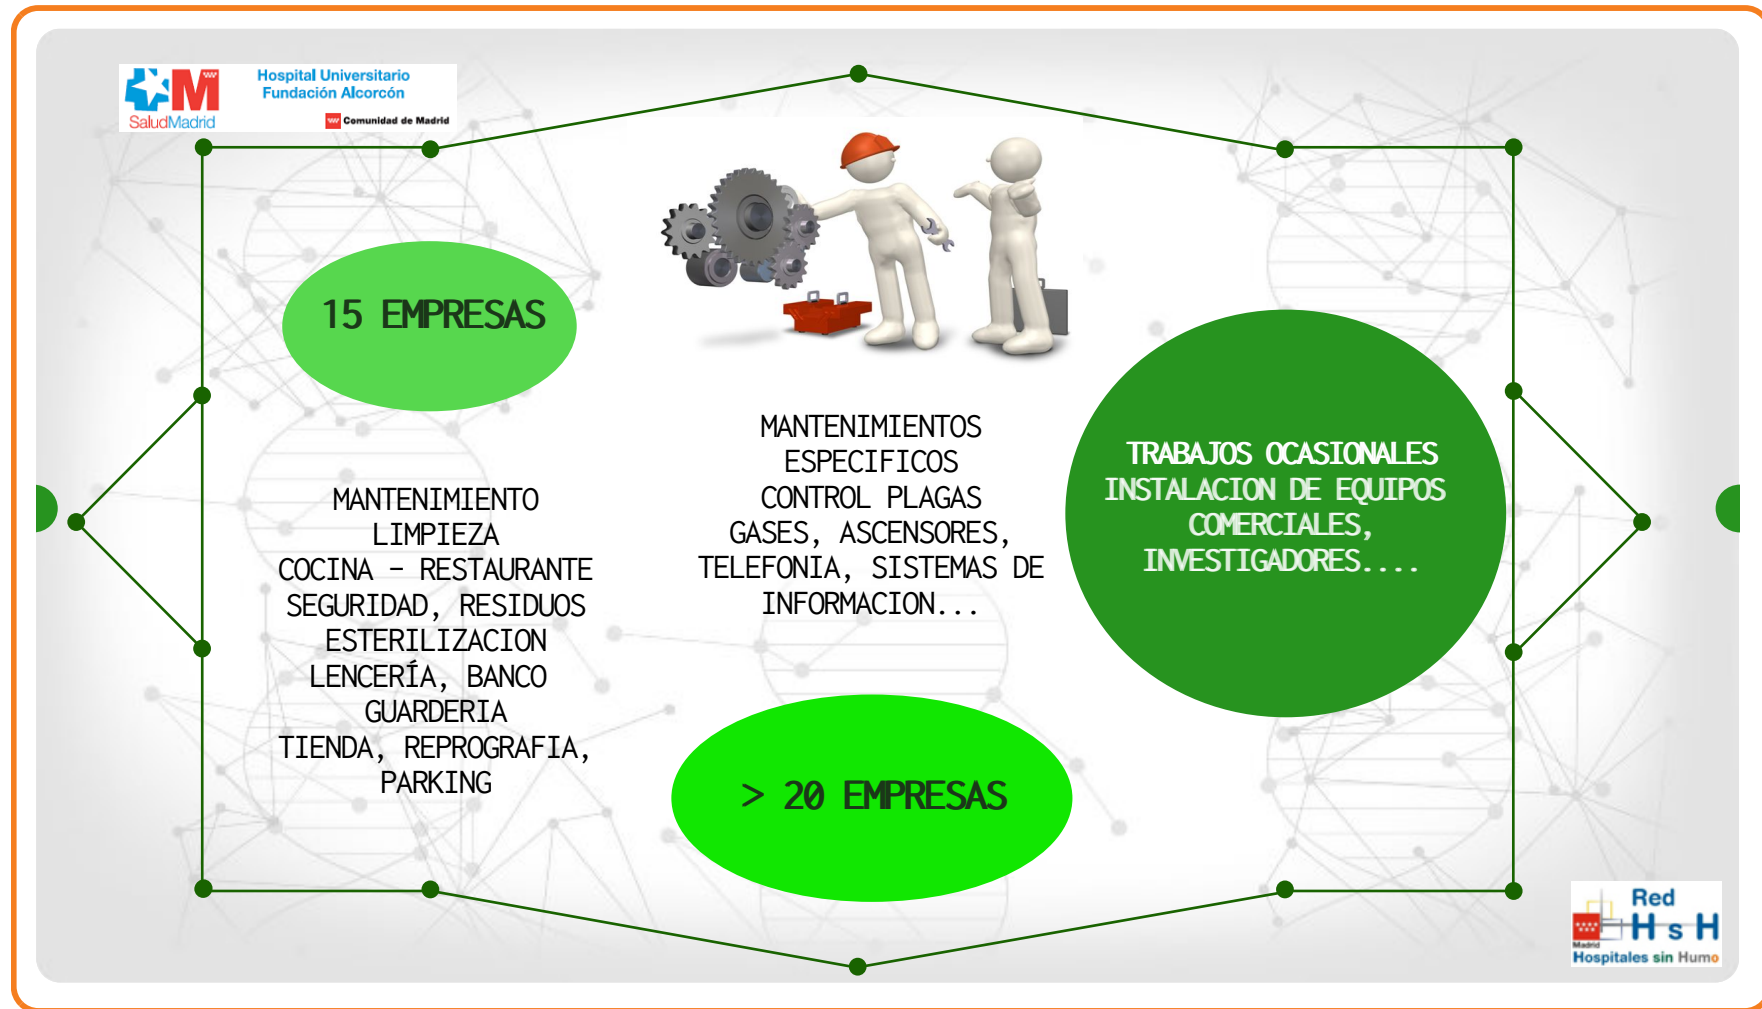 SaludMadrid
Hospital Universitario
Fundación Alcorcón
Comunidad de Madrid
15 EMPRESAS
MANTENIMIENTO
LIMPIEZA
COCINA - RESTAURANTE
SEGURIDAD, RESIDUOS
ESTERILIZACION
LENCERÍA, BANCO
GUARDERIA
TIENDA, REPROGRAFIA,
PARKING
MANTENIMIENTOS
ESPECIFICOS
CONTROL PLAGAS
GASES, ASCENSORES,
TELEFONIA, SISTEMAS DE
INFORMACION...
> 20 EMPRESAS
TRABAJOS OCASIONALES
INSTALACION DE EQUIPOS
COMERCIALES,
INVESTIGADORES....
Red
H s H
Madrid
Hospitales sin Humo